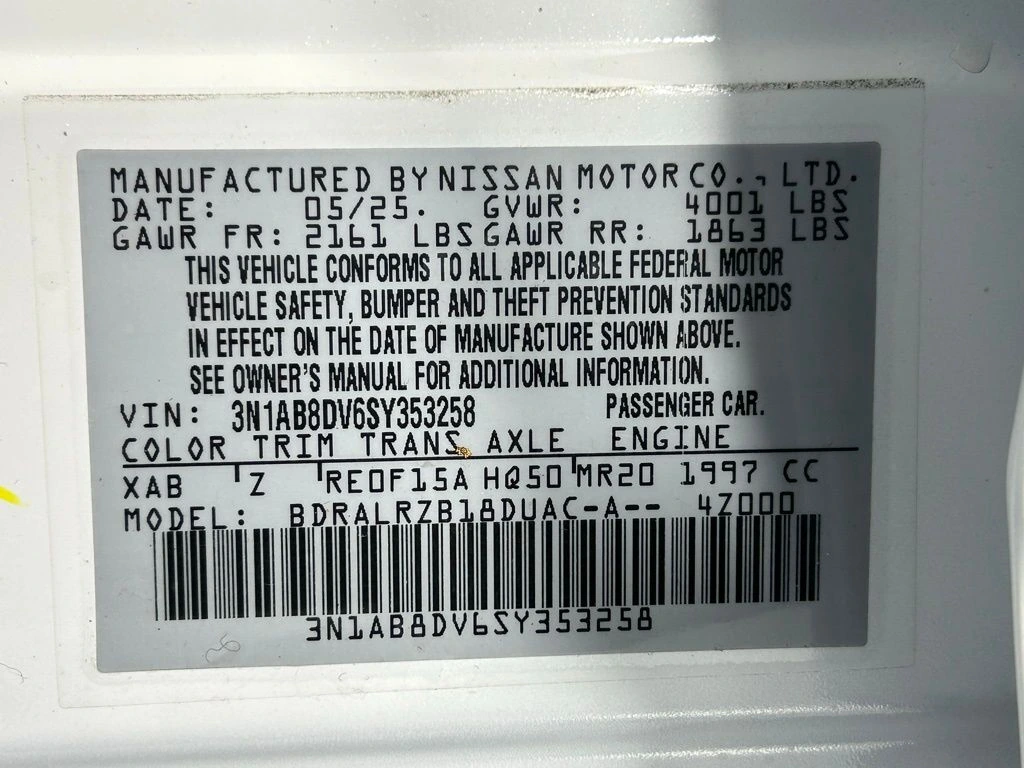 MANUFACTURED BY NISSAN MOTOR CO., LTD.
DATE: 05/25. GVWR: 4001 LBS
GAWR FR: 2161 LBS GAWR RR: 1863 LBS
THIS VEHICLE CONFORMS TO ALL APPLICABLE FEDERAL MOTOR
VEHICLE SAFETY, BUMPER AND THEFT PREVENTION STANDARDS
IN EFFECT ON THE DATE OF MANUFACTURE SHOWN ABOVE.
SEE OWNER'S MANUAL FOR ADDITIONAL INFORMATION.
VIN: 3N1AB8DV6SY353258 PASSENGER CAR.
COLOR TRIM TRANS AXLE ENGINE
XAB Z RE0F15A HQ50 MR20 1997 CC
MODEL: BDRALRZB18DUAC-A-- 4Z000
3N1AB8DV6SY353258